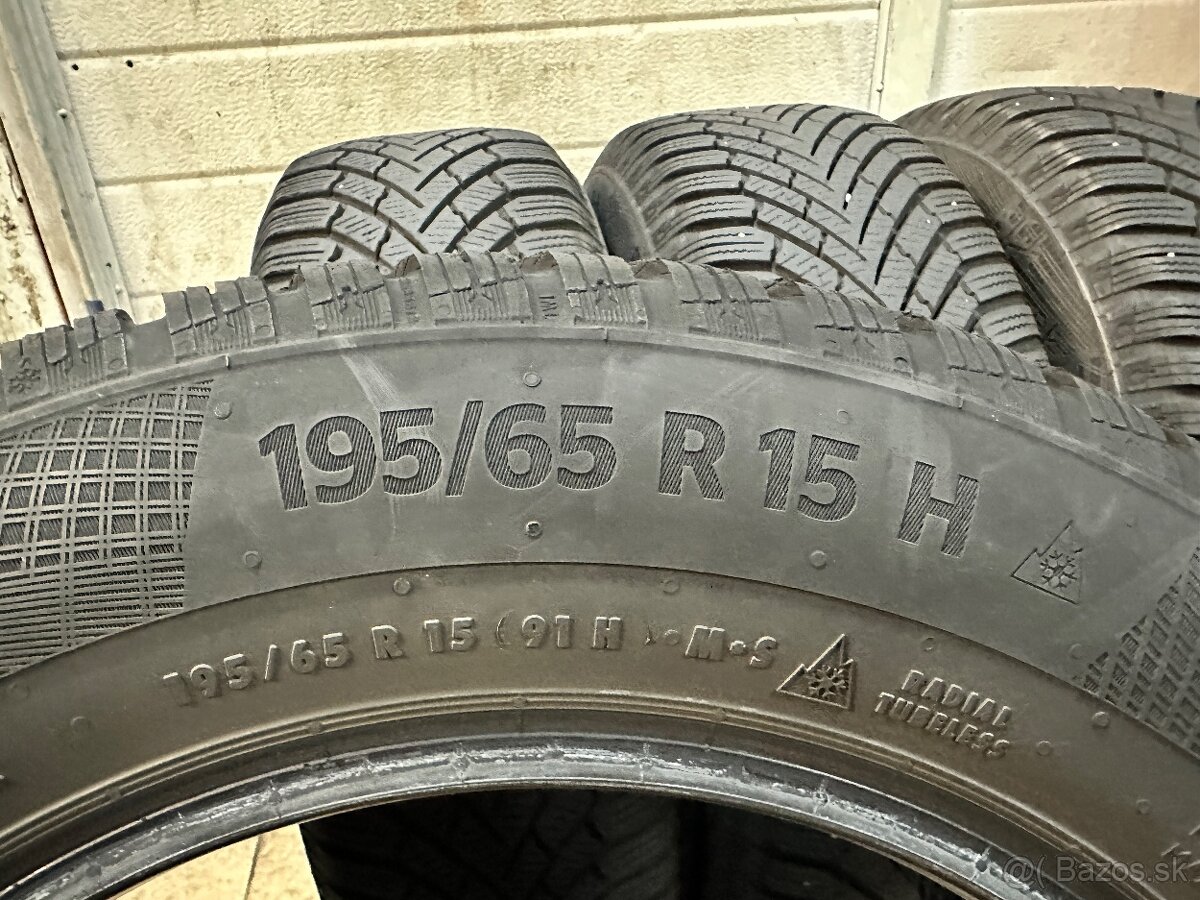 195/65 R 15 H
195/65 R 15 (91 H) • M • S
RADIAL
TUBELESS
@( Bazos.sk